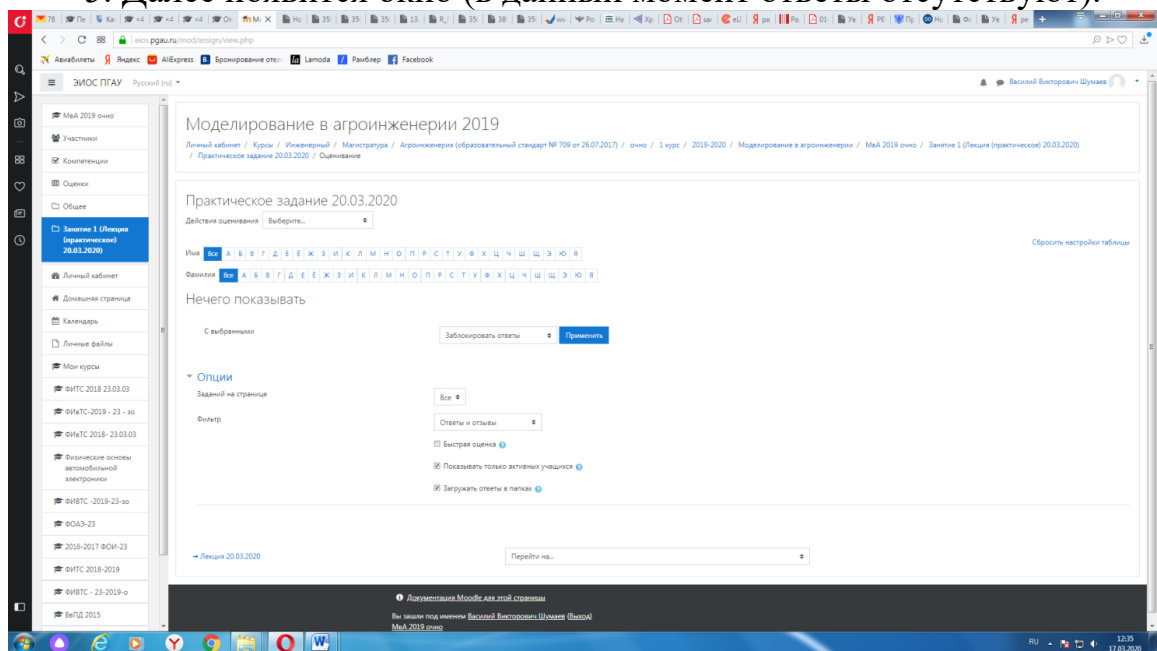 3. Далее появится окно (в данный момент ответы отсутствуют).
eios.pgau.ru/mod/assign/view.php
Авиабилеты Яндекс AliExpress Бронирование оте Lamoda Рамблер Facebook
ЭИОС ПГАУ Русский (ru)
Василий Викторович Шумаев
МвА 2019 очно
Участники
Компетенции
Оценки
Общее
Занятие 1 (Лекция (практическое) 20.03.2020)
Личный кабинет
Домашняя страница
Календарь
Личные файлы
Мои курсы
ФИТС 2018 23.03.03
ФИвТС-2019 - 23 - зо
ФИвТС 2018- 23.03.03
Физические основы автомобильной электроники
ФИВТС -2019-23-зо
ФОАЭ-23
2016-2017 ФОИ-23
ФИТС 2018-2019
ФИВТС - 23-2019-о
ВеПД 2015
Моделирование в агроинженерии 2019
Личный кабинет / Курсы / Инженерный / Магистратура / Агроинженерия (образовательный стандарт № 709 от 26.07.2017) / очно / 1 курс / 2019-2020 / Моделирование в агроинженерии / МвА 2019 очно / Занятие 1 (Лекция (практическое) 20.03.2020)
/ Практическое задание 20.03.2020 / Оценивание
Практическое задание 20.03.2020
Действия оценивания Выберите...
Сбросить настройки таблицы
Имя Все А Б В Г Д Е Ё Ж З И К Л М Н О П Р С Т У Ф Х Ц Ч Ш Щ Э Ю Я
Фамилия Все А Б В Г Д Е Ё Ж З И К Л М Н О П Р С Т У Ф Х Ц Ч Ш Щ Э Ю Я
Нечего показывать
С выбранными Заблокировать ответы Применить
Опции
Заданий на странице Все
Фильтр Ответы и отзывы
Быстрая оценка
Показывать только активных учащихся
Загружать ответы в папках
Лекция 20.03.2020 Перейти на...
Документация Moodle для этой страницы
Вы зашли под именем Василий Викторович Шумаев (Выход)
МвА 2019 очно
RU 12:35
17.03.2020